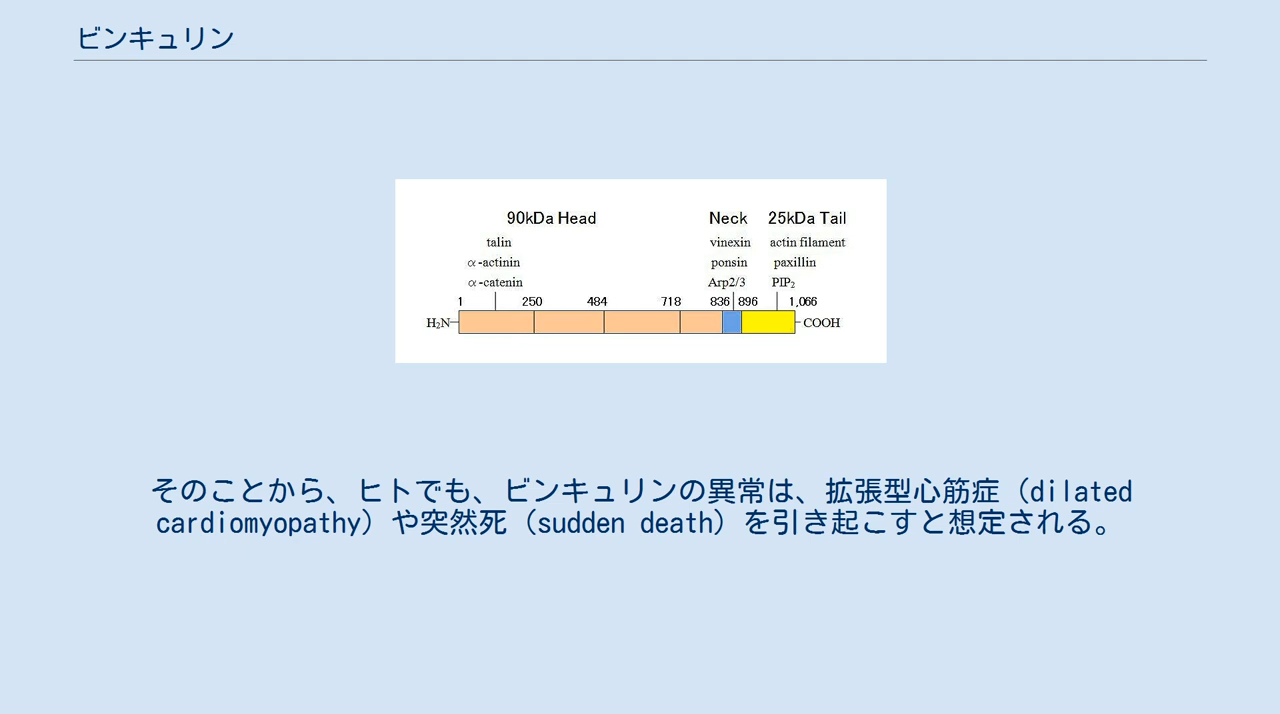 ビンキュリン
90kDa Head Neck 25kDa Tail
talin vinexin actin filament
α-actinin ponsin paxillin
α-catenin Arp2/3 PIP₂
1 250 484 718 836 896 1,066
H₂N COOH
そのことから、ヒトでも、ビンキュリンの異常は、拡張型心筋症（dilated
cardiomyopathy）や突然死（sudden death）を引き起こすと想定される。